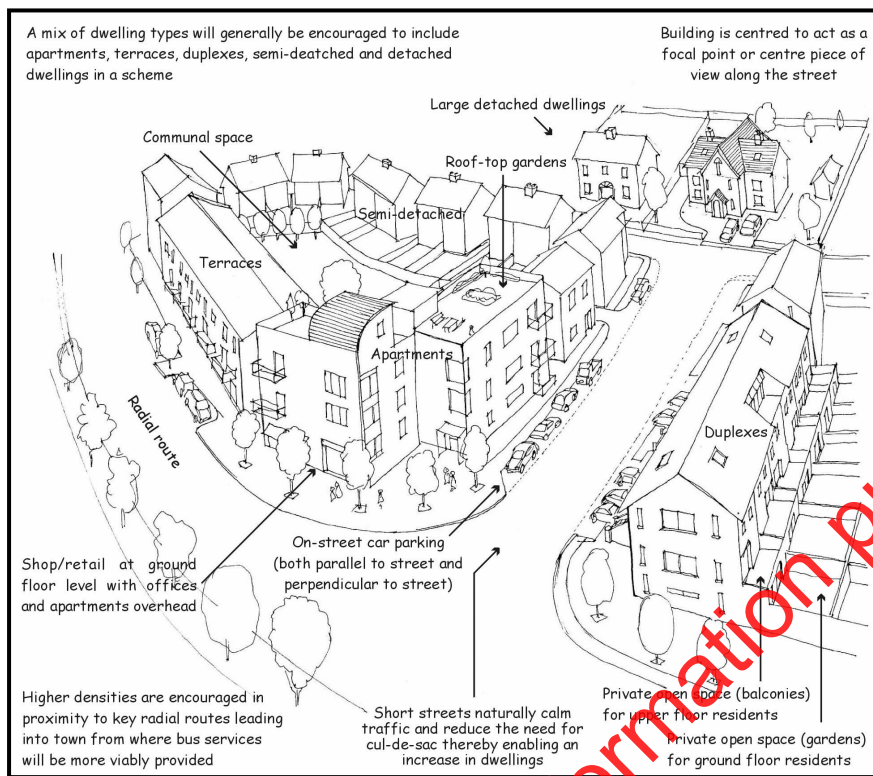 A mix of dwelling types will generally be encouraged to include
apartments, terraces, duplexes, semi-deatched and detached
dwellings in a scheme
Building is centred to act as a
focal point or centre piece of
view along the street
Large detached dwellings
Communal space
Roof-top gardens
Semi-detached
Terraces
Apartments
Radial route
Duplexes
On-street car parking
(both parallel to street and
perpendicular to street)
Shop/retail at ground
floor level with offices
and apartments overhead
Higher densities are encouraged in
proximity to key radial routes leading
into town from where bus services
will be more viably provided
Short streets naturally calm
traffic and reduce the need for
cul-de-sac thereby enabling an
increase in dwellings
Private open space (balconies)
for upper floor residents
Private open space (gardens)
for ground floor residents